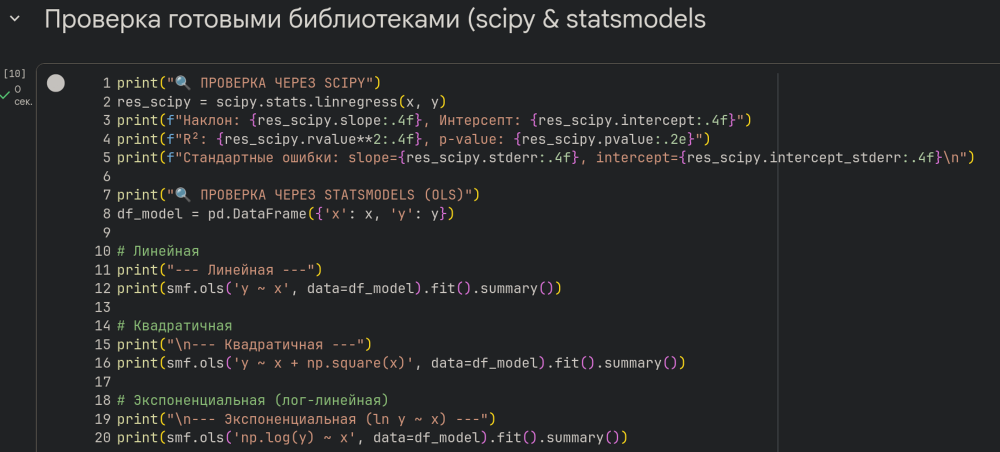 Проверка готовыми библиотеками (scipy & statsmodels
[10]
0
сек.
1 print("🔍 ПРОВЕРКА ЧЕРЕЗ SCIPY")
2 res_scipy = scipy.stats.linregress(x, y)
3 print(f"Наклон: {res_scipy.slope:.4f}, Интерсепт: {res_scipy.intercept:.4f}")
4 print(f"R²: {res_scipy.rvalue**2:.4f}, p-value: {res_scipy.pvalue:.2e}")
5 print(f"Стандартные ошибки: slope={res_scipy.stderr:.4f}, intercept={res_scipy.intercept_stderr:.4f}\n")
6
7 print("🔍 ПРОВЕРКА ЧЕРЕЗ STATSMODELS (OLS)")
8 df_model = pd.DataFrame({'x': x, 'y': y})
9
10 # Линейная
11 print("--- Линейная ---")
12 print(smf.ols('y ~ x', data=df_model).fit().summary())
13
14 # Квадратичная
15 print("\n--- Квадратичная ---")
16 print(smf.ols('y ~ x + np.square(x)', data=df_model).fit().summary())
17
18 # Экспоненциальная (лог-линейная)
19 print("\n--- Экспоненциальная (ln y ~ x) ---")
20 print(smf.ols('np.log(y) ~ x', data=df_model).fit().summary())